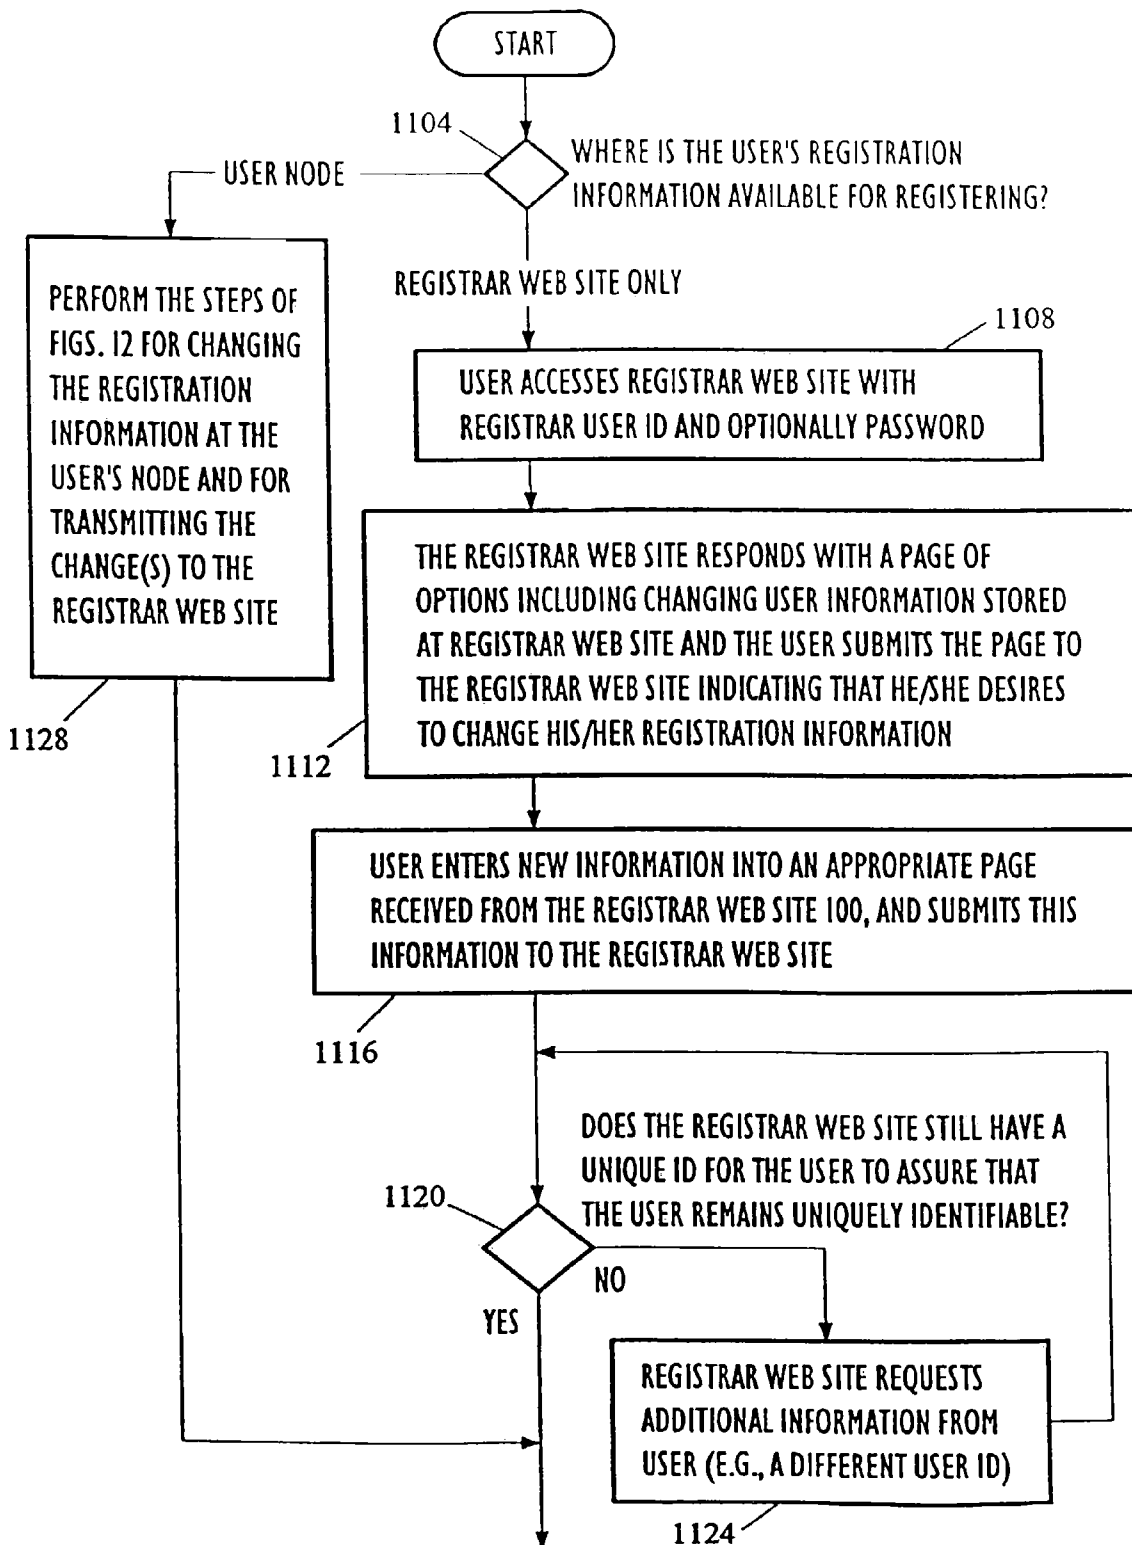 START
1104
WHERE IS THE USER'S REGISTRATION
INFORMATION AVAILABLE FOR REGISTERING?
USER NODE
REGISTRAR WEB SITE ONLY
PERFORM THE STEPS OF
FIGS. 12 FOR CHANGING
THE REGISTRATION
INFORMATION AT THE
USER'S NODE AND FOR
TRANSMITTING THE
CHANGE(S) TO THE
REGISTRAR WEB SITE
1128
1108
USER ACCESSES REGISTRAR WEB SITE WITH
REGISTRAR USER ID AND OPTIONALLY PASSWORD
THE REGISTRAR WEB SITE RESPONDS WITH A PAGE OF
OPTIONS INCLUDING CHANGING USER INFORMATION STORED
AT REGISTRAR WEB SITE AND THE USER SUBMITS THE PAGE TO
THE REGISTRAR WEB SITE INDICATING THAT HE/SHE DESIRES
TO CHANGE HIS/HER REGISTRATION INFORMATION
1112
USER ENTERS NEW INFORMATION INTO AN APPROPRIATE PAGE
RECEIVED FROM THE REGISTRAR WEB SITE 100, AND SUBMITS THIS
INFORMATION TO THE REGISTRAR WEB SITE
1116
DOES THE REGISTRAR WEB SITE STILL HAVE A
UNIQUE ID FOR THE USER TO ASSURE THAT
THE USER REMAINS UNIQUELY IDENTIFIABLE?
1120
NO
YES
REGISTRAR WEB SITE REQUESTS
ADDITIONAL INFORMATION FROM
USER (E.G., A DIFFERENT USER ID)
1124